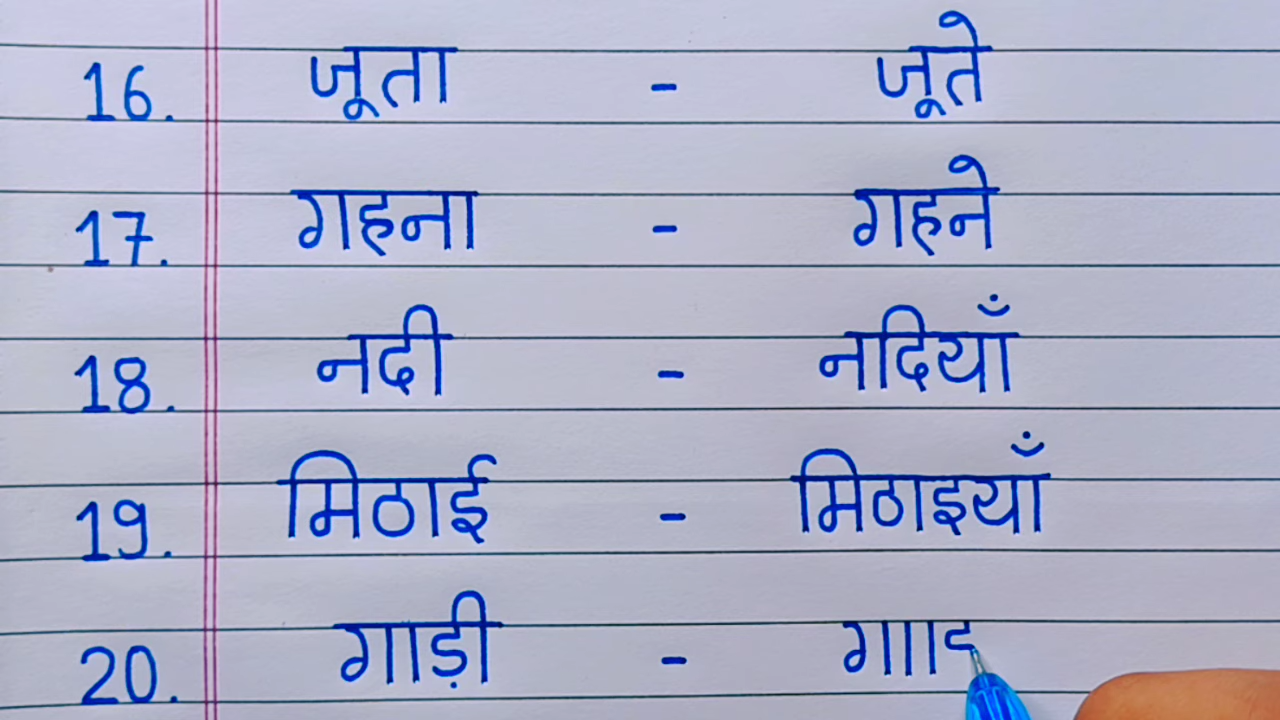 16. जूता - जूते
17. गहना - गहने
18. नदी - नदियाँ
19. मिठाई - मिठाइयाँ
20. गाड़ी -